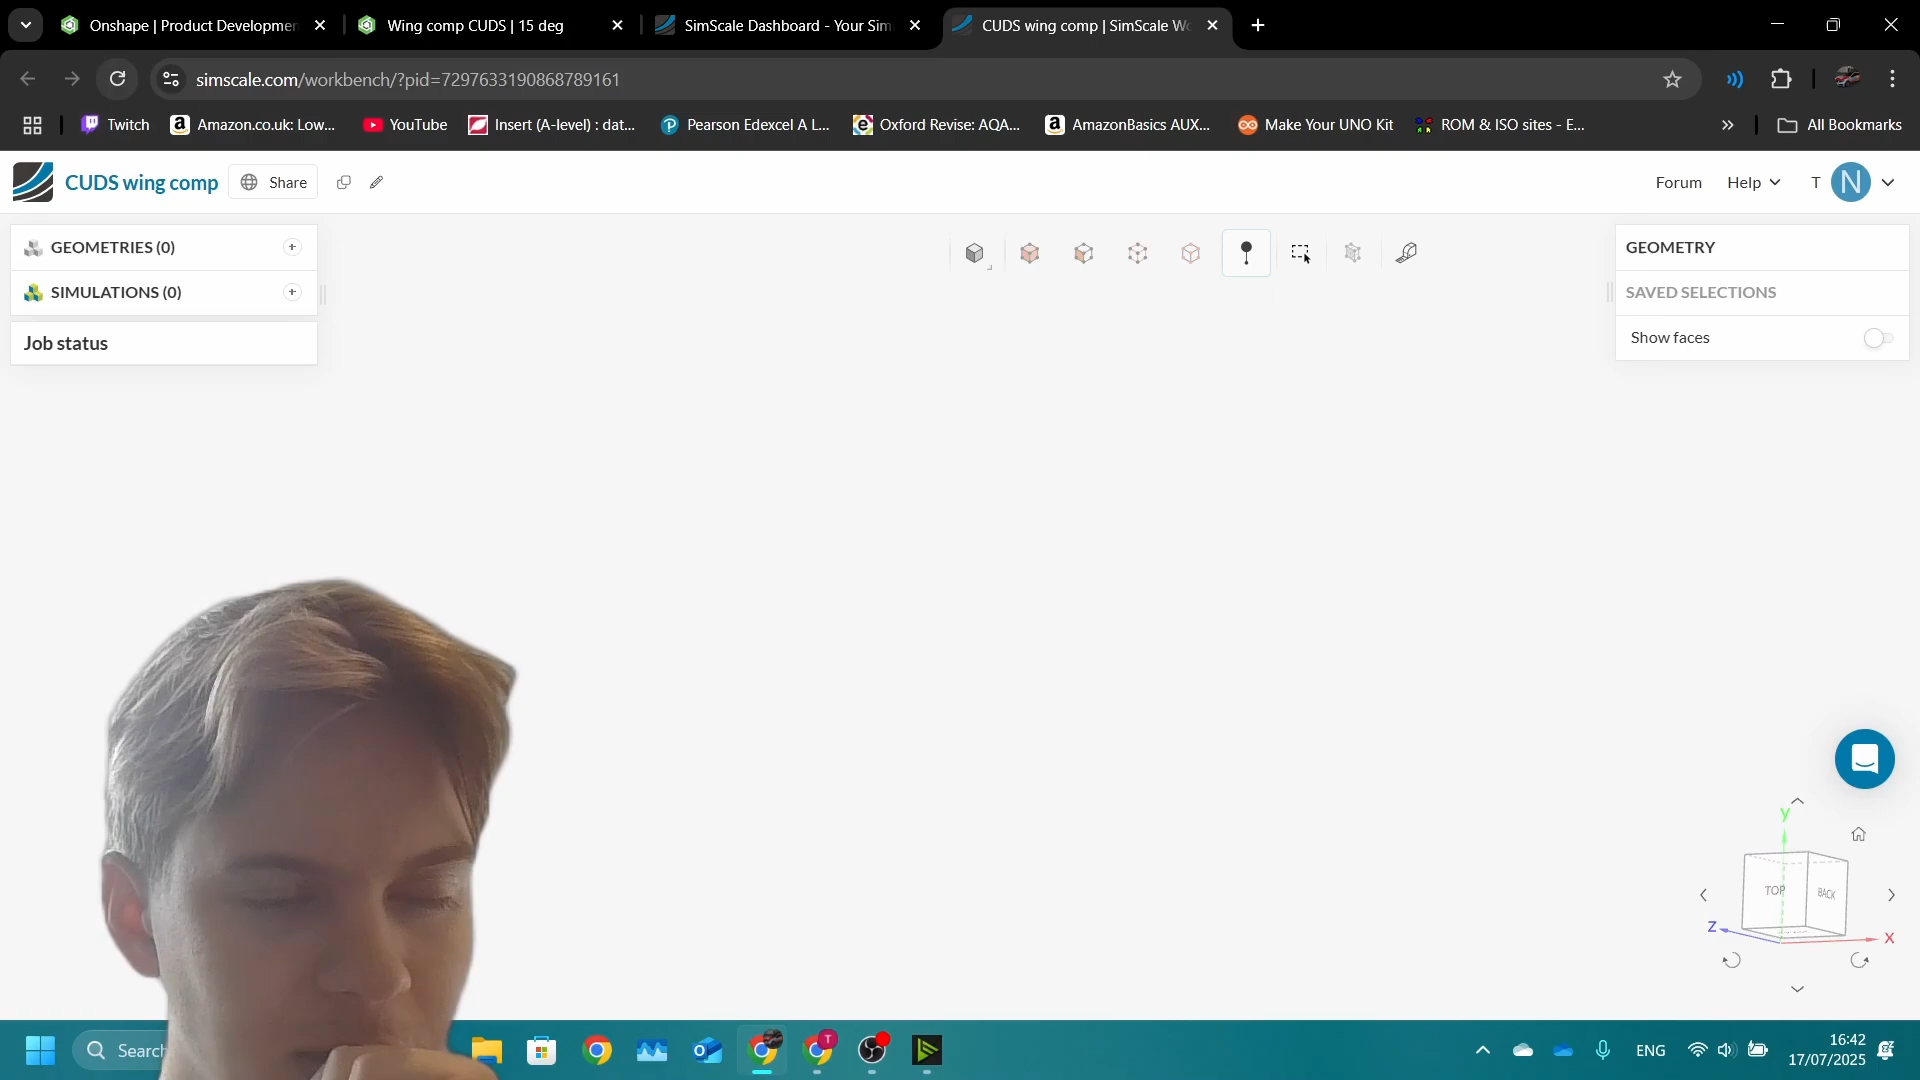 Onshape | Product Developmen
Wing comp CUDS | 15 deg
SimScale Dashboard - Your Sim
CUDS wing comp | SimScale Wo
simscale.com/workbench/?pid=7297633190868789161
Twitch
Amazon.co.uk: Low...
YouTube
Insert (A-level) : dat...
Pearson Edexcel A L...
Oxford Revise: AQA...
AmazonBasics AUX...
Make Your UNO Kit
ROM & ISO sites - E...
All Bookmarks
CUDS wing comp
Share
Forum
Help
T
N
GEOMETRIES (0)
SIMULATIONS (0)
Job status
GEOMETRY
SAVED SELECTIONS
Show faces
y
TOP
BACK
Z
X
Search
T
ENG
16:42
17/07/2025